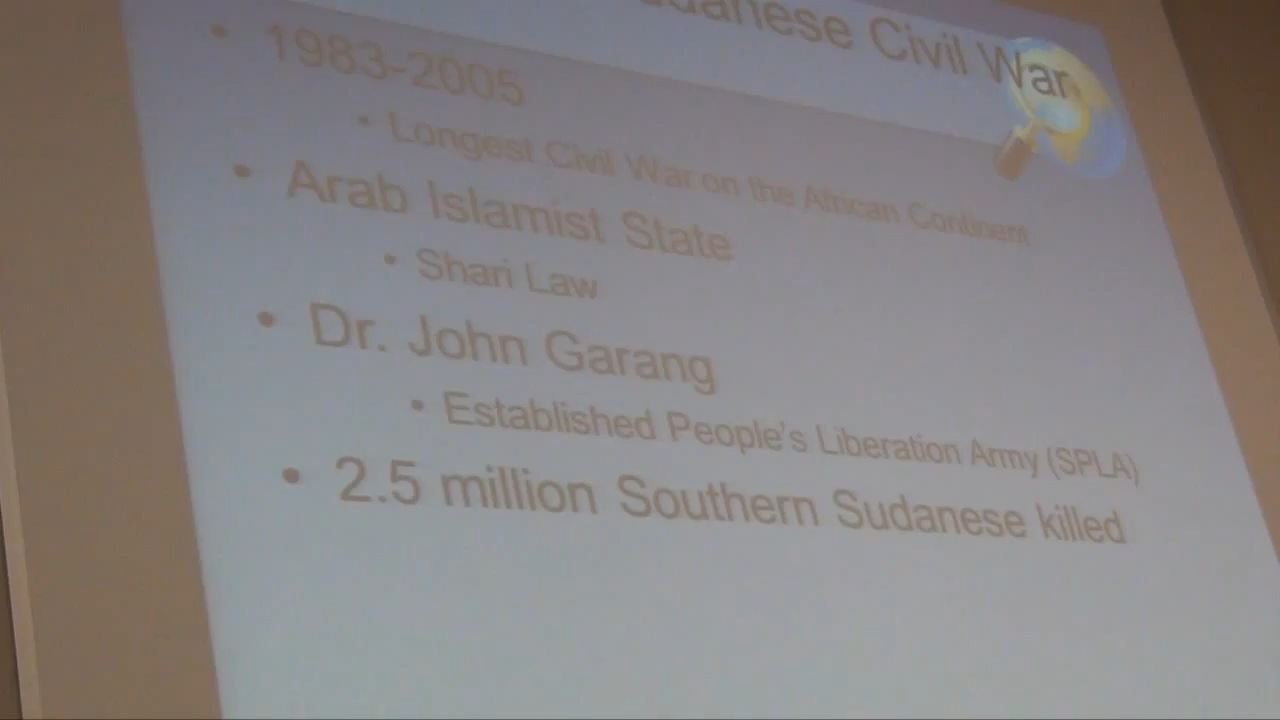 Sudanese Civil War
• 1983-2005
• Longest Civil War on the African Continent
• Arab Islamist State
• Shari Law
• Dr. John Garang
• Established People's Liberation Army (SPLA)
• 2.5 million Southern Sudanese killed